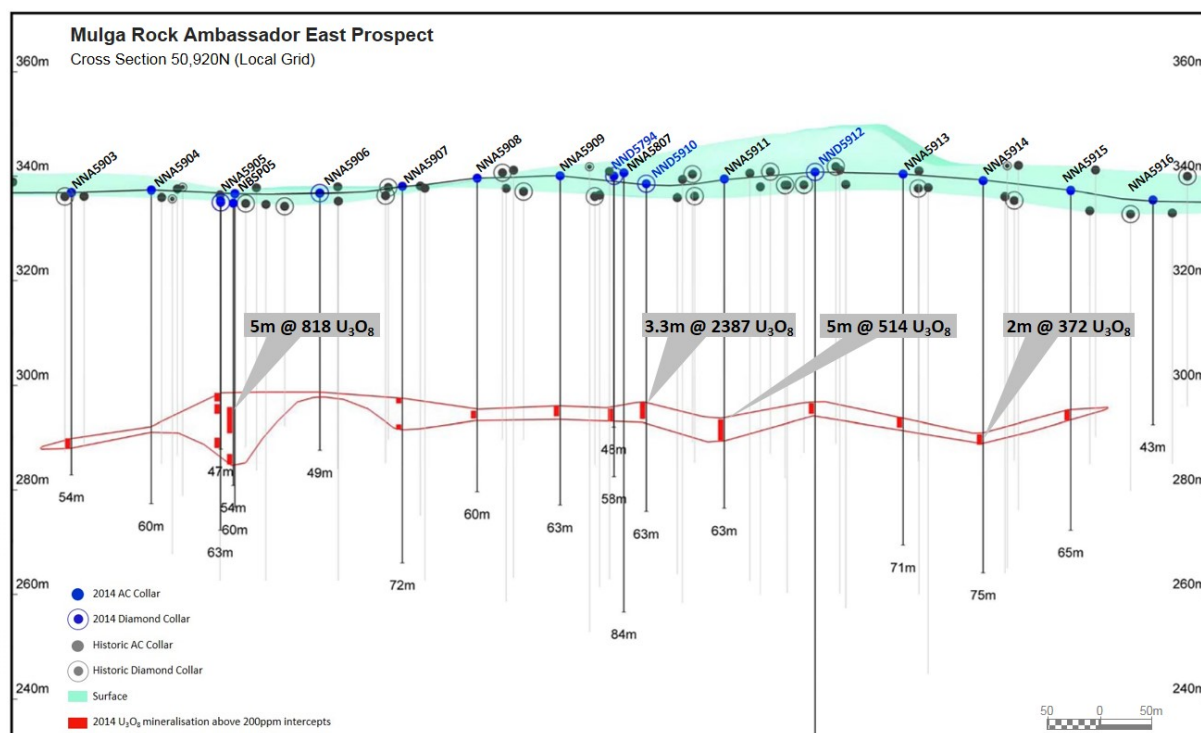 Mulga Rock Ambassador East Prospect
Cross Section 50,920N (Local Grid)
360m
360m
340m
340m
320m
320m
300m
300m
280m
280m
260m
260m
240m
240m
NNA5903
NNA5904
NNA5905
NNA5906
NNA5907
NNA5908
NNA5909
NND5794
NNA5807
NND5910
NNA5911
NND5912
NNA5913
NNA5914
NNA5915
NNA5916
5m @ 818 U₃O₈
3.3m @ 2387 U₃O₈
5m @ 514 U₃O₈
2m @ 372 U₃O₈
54m
60m
47m
54m
60m
63m
49m
72m
60m
63m
48m
58m
84m
63m
63m
71m
75m
65m
43m
2014 AC Collar
2014 Diamond Collar
Historic AC Collar
Historic Diamond Collar
Surface
2014 U₃O₈ mineralisation above 200ppm intercepts
50 0 50m